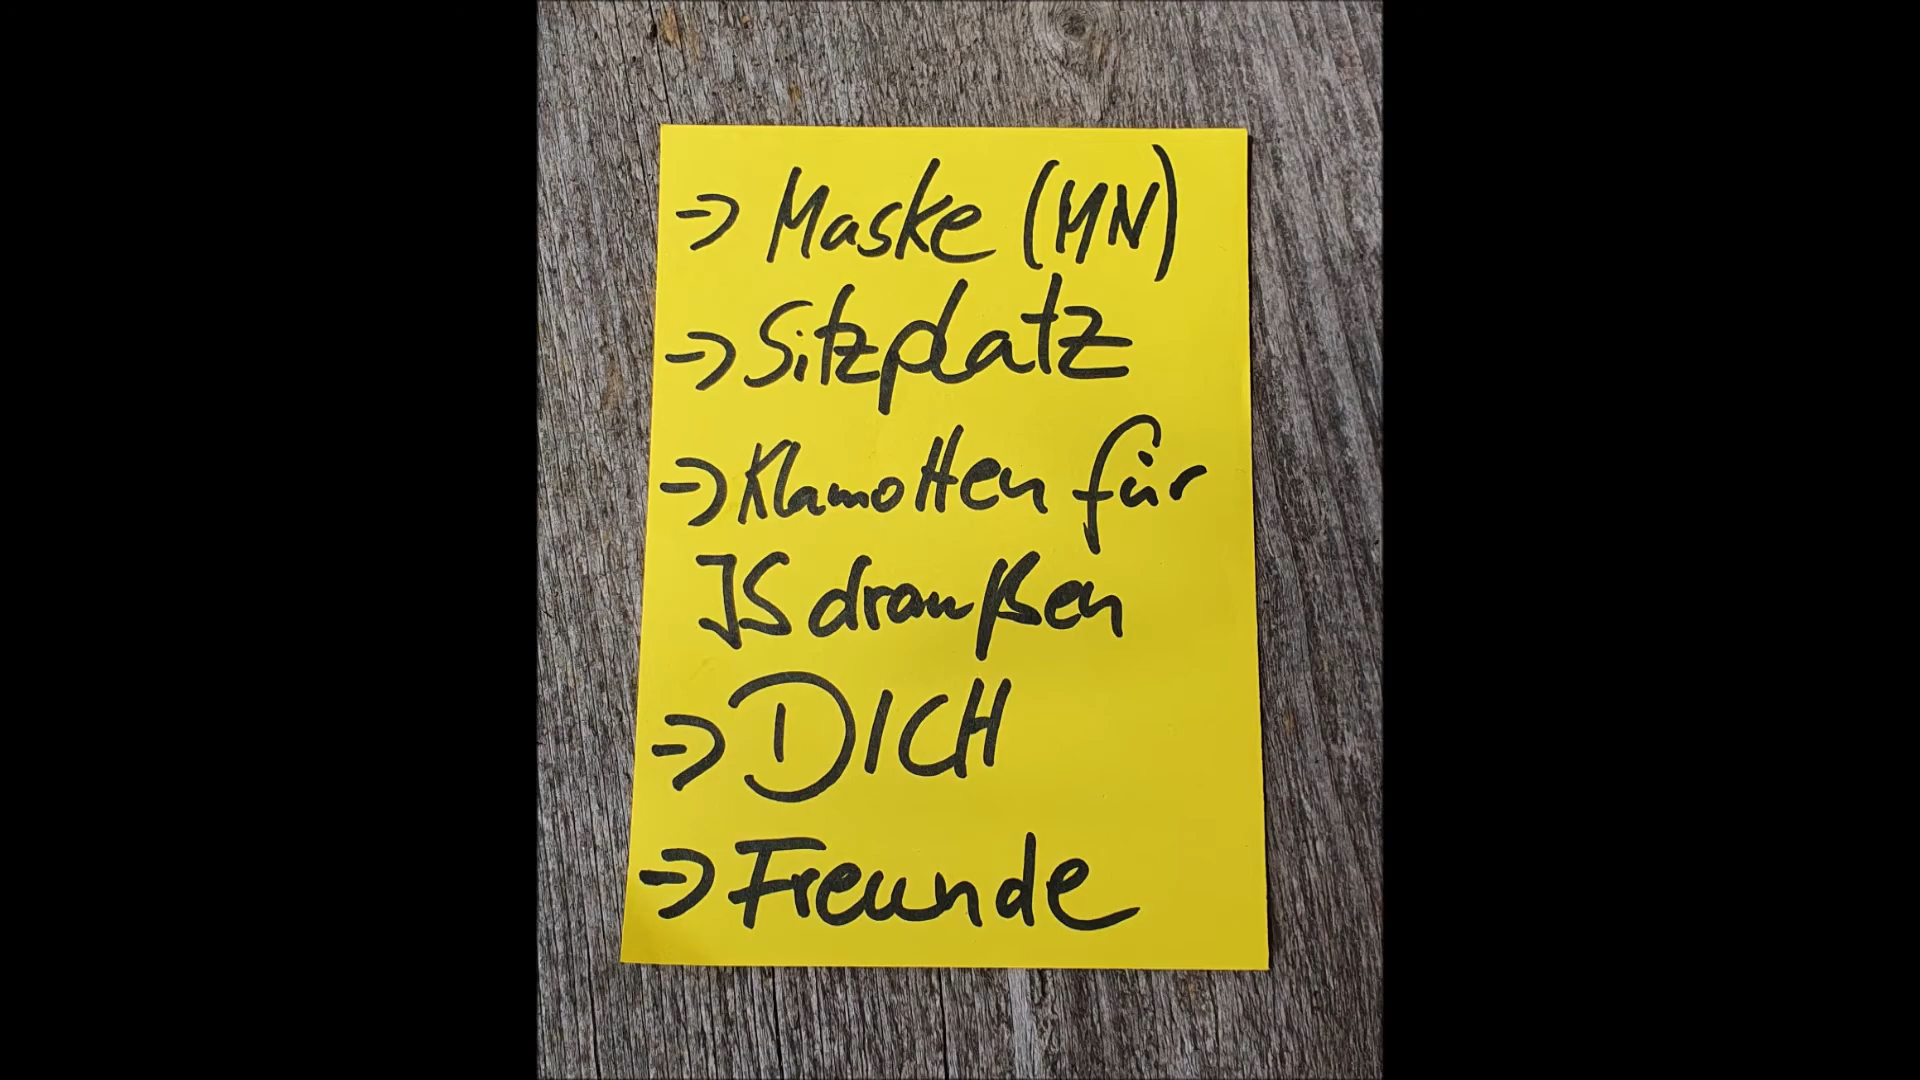 → Maske (MN)
→ Sitzplatz
→ Klamotten für
JS draußen
→ DICH
→ Freunde